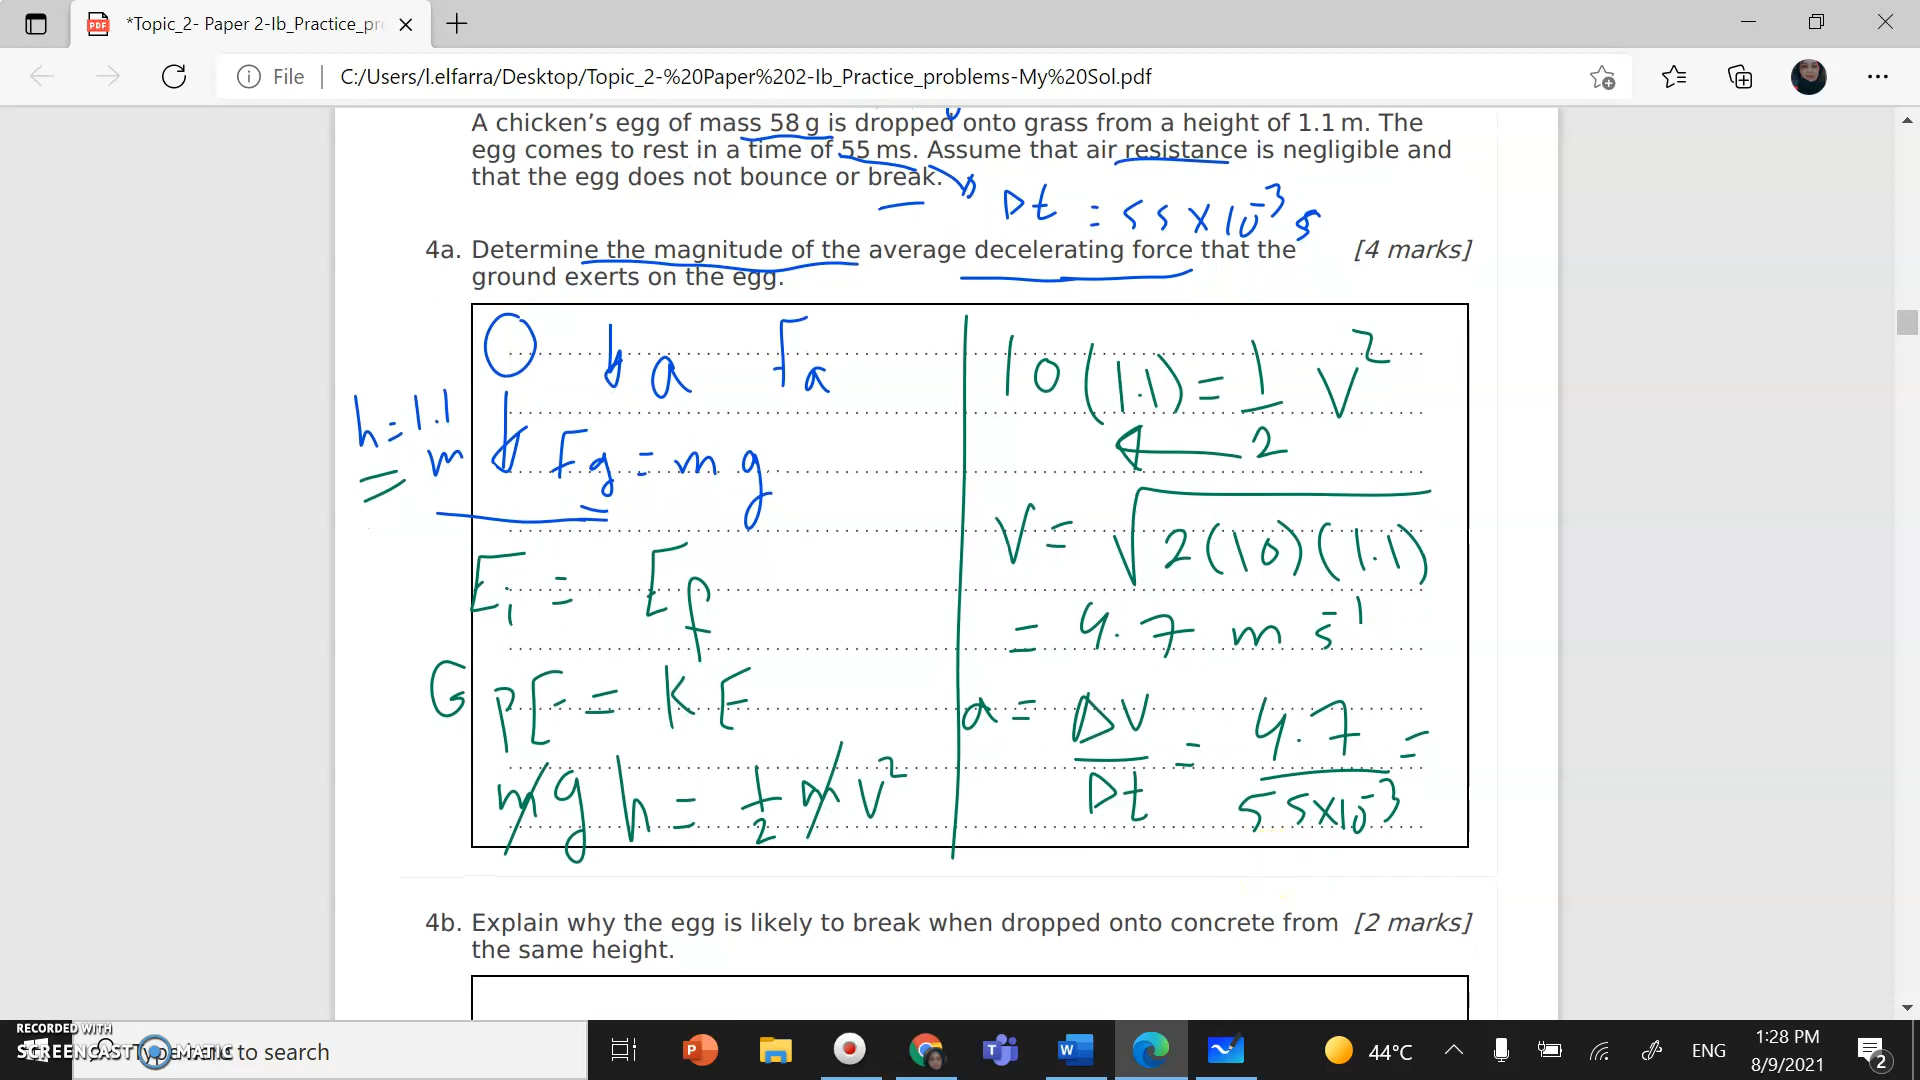 *Topic_2- Paper 2-Ib_Practice_pr
File
C:/Users/l.elfarra/Desktop/Topic_2-%20Paper%202-Ib_Practice_problems-My%20Sol.pdf
A chicken's egg of mass 58 g is dropped onto grass from a height of 1.1 m. The
egg comes to rest in a time of 55 ms. Assume that air resistance is negligible and
that the egg does not bounce or break.
Δt = 55 × 10⁻³ s
4a. Determine the magnitude of the average decelerating force that the [4 marks]
ground exerts on the egg.
a Fa
h = 1.1 m
Fg = mg
Ei = Ef
GPE = KE
mgh = 1/2 mv²
10 (1.1) = 1/2 v²
v = √2(10)(1.1)
= 4.7 m s⁻¹
a = Δv/Δt = 4.7/55×10⁻³ =
4b. Explain why the egg is likely to break when dropped onto concrete from [2 marks]
the same height.
RECORDED WITH
SCREENCAST MATIC
to search
44°C
ENG
1:28 PM
8/9/2021
2